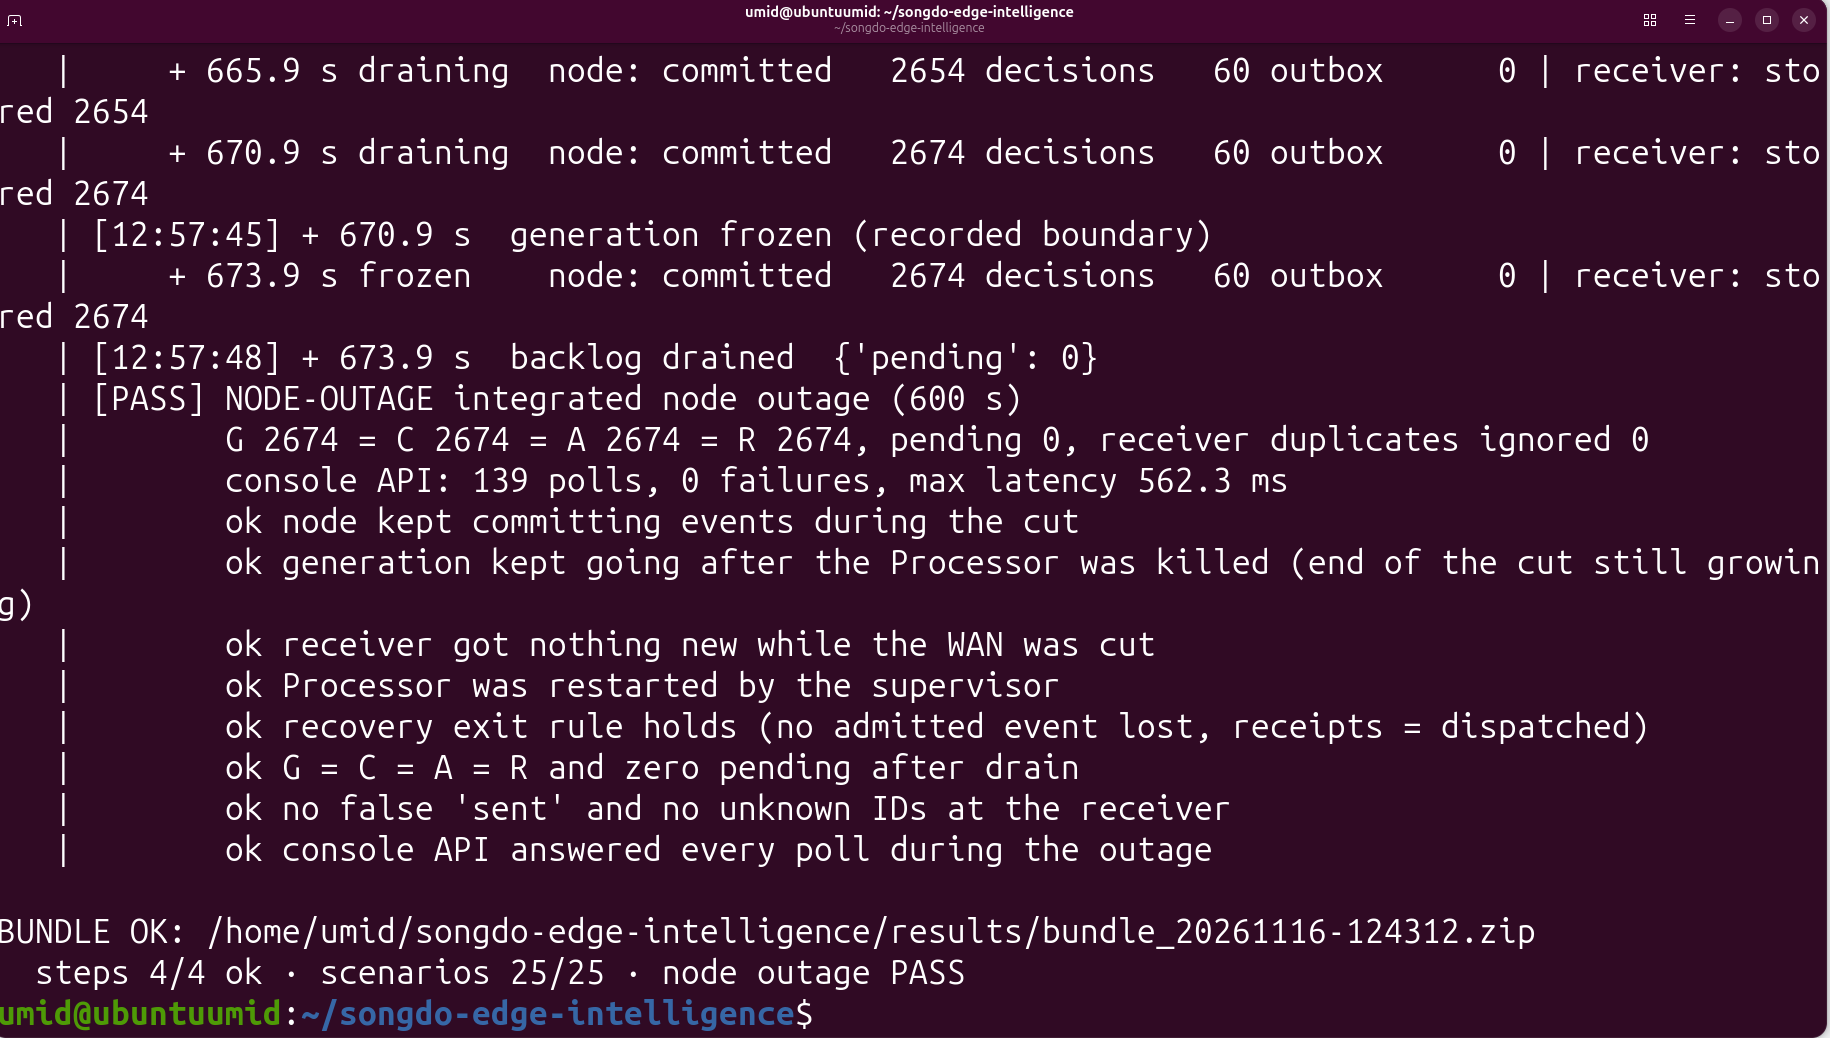 umid@ubuntuumid: ~/songdo-edge-intelligence
~/songdo-edge-intelligence
|     + 665.9 s draining  node: committed   2654 decisions   60 outbox      0 | receiver: sto
red 2654
|     + 670.9 s draining  node: committed   2674 decisions   60 outbox      0 | receiver: sto
red 2674
| [12:57:45] + 670.9 s  generation frozen (recorded boundary)
|     + 673.9 s frozen    node: committed   2674 decisions   60 outbox      0 | receiver: sto
red 2674
| [12:57:48] + 673.9 s  backlog drained  {'pending': 0}
| [PASS] NODE-OUTAGE integrated node outage (600 s)
|        G 2674 = C 2674 = A 2674 = R 2674, pending 0, receiver duplicates ignored 0
|        console API: 139 polls, 0 failures, max latency 562.3 ms
|        ok node kept committing events during the cut
|        ok generation kept going after the Processor was killed (end of the cut still growin
g)
|        ok receiver got nothing new while the WAN was cut
|        ok Processor was restarted by the supervisor
|        ok recovery exit rule holds (no admitted event lost, receipts = dispatched)
|        ok G = C = A = R and zero pending after drain
|        ok no false 'sent' and no unknown IDs at the receiver
|        ok console API answered every poll during the outage
BUNDLE OK: /home/umid/songdo-edge-intelligence/results/bundle_20261116-124312.zip
  steps 4/4 ok · scenarios 25/25 · node outage PASS
umid@ubuntuumid:~/songdo-edge-intelligence$